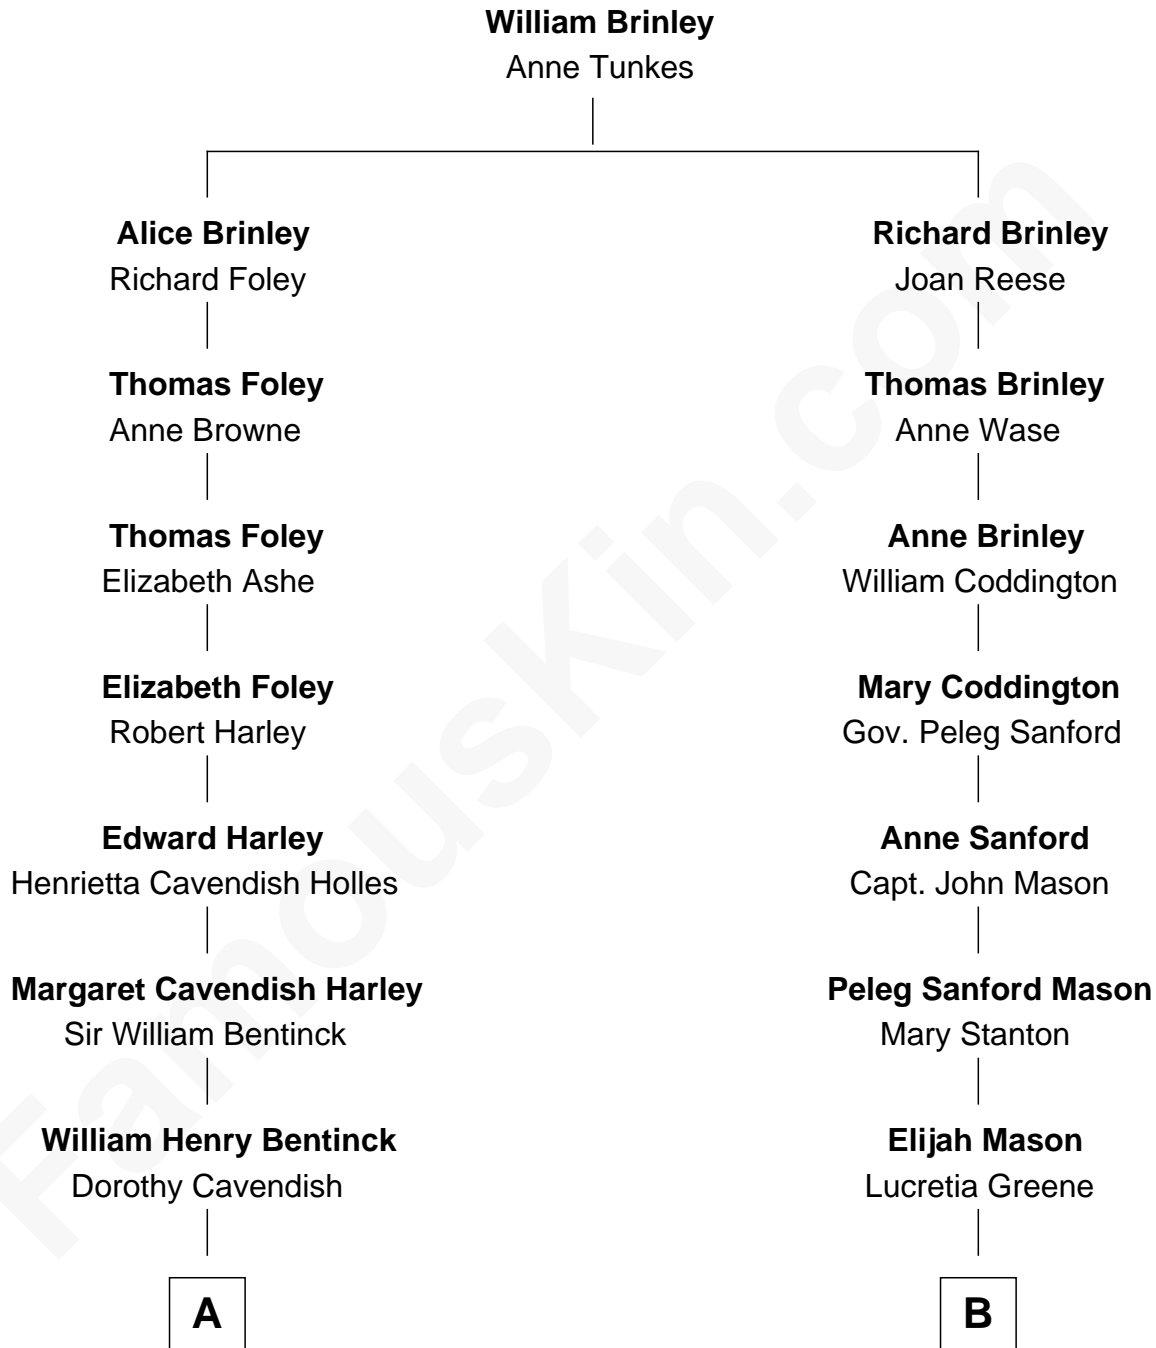 William Brinley
Anne Tunkes
Alice Brinley
Richard Foley
Richard Brinley
Joan Reese
Thomas Foley
Anne Browne
Thomas Brinley
Anne Wase
Thomas Foley
Elizabeth Ashe
Anne Brinley
William Coddington
Elizabeth Foley
Robert Harley
Mary Coddington
Gov. Peleg Sanford
Edward Harley
Henrietta Cavendish Holles
Anne Sanford
Capt. John Mason
Margaret Cavendish Harley
Sir William Bentinck
Peleg Sanford Mason
Mary Stanton
William Henry Bentinck
Dorothy Cavendish
Elijah Mason
Lucretia Greene
A
B
FamousKin.com